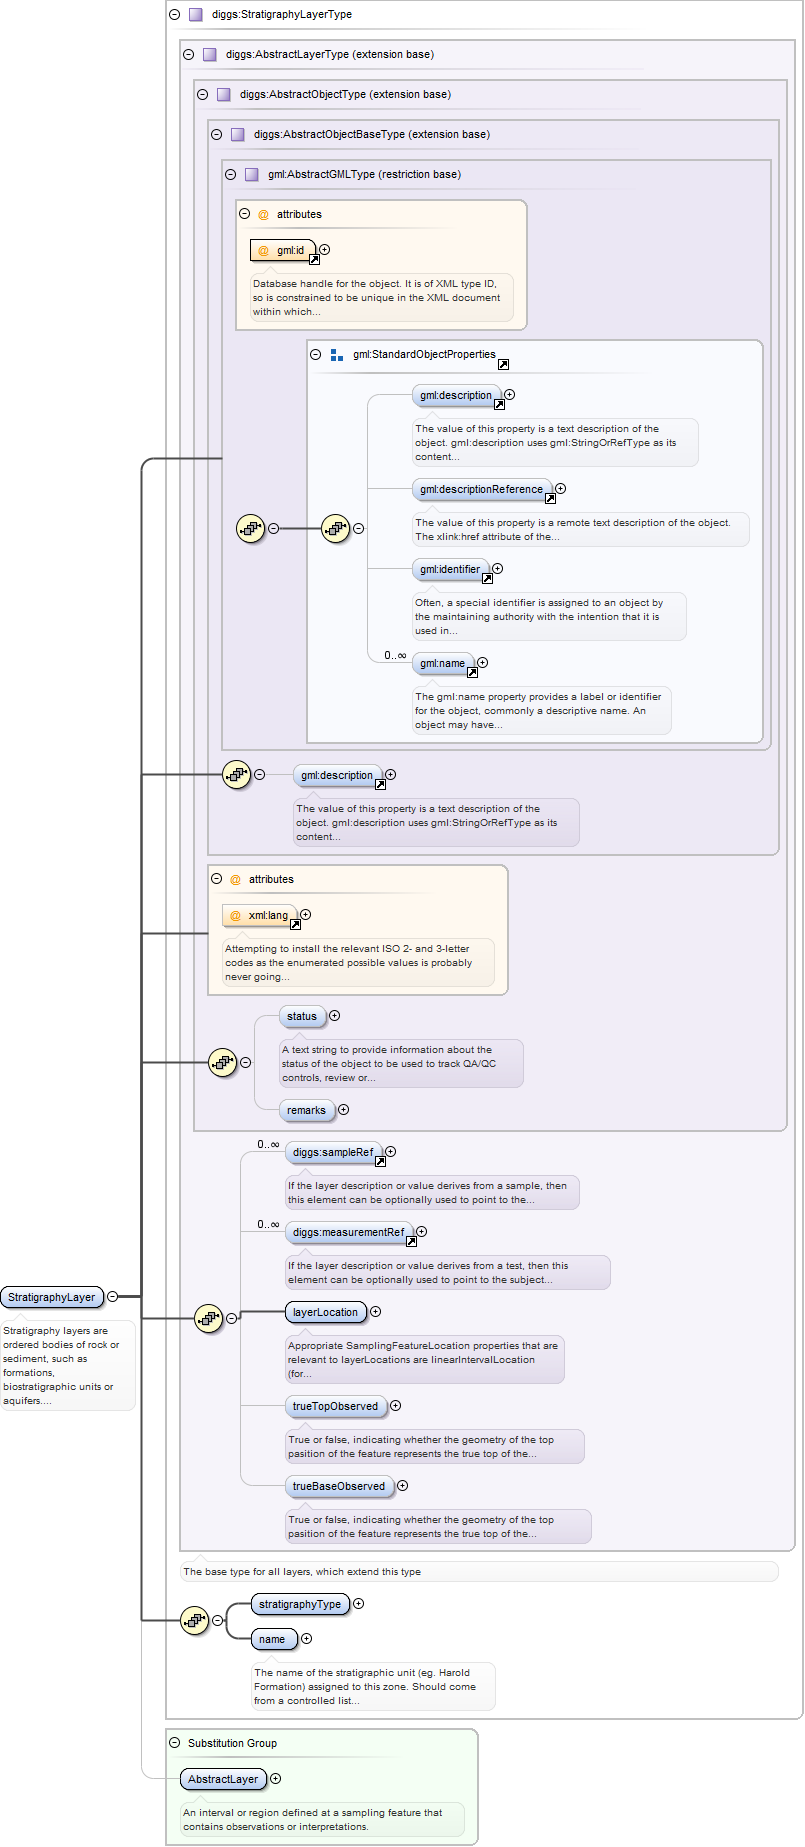 diggs:StratigraphyLayerType
diggs:AbstractLayerType (extension base)
diggs:AbstractObjectType (extension base)
diggs:AbstractObjectBaseType (extension base)
gml:AbstractGMLType (restriction base)
@ attributes
@ gml:id
Database handle for the object. It is of XML type ID,
so is constrained to be unique in the XML document
within which...
gml:StandardObjectProperties
gml:description
The value of this property is a text description of the
object. gml:description uses gml:StringOrRefType as its
content...
gml:descriptionReference
The value of this property is a remote text description of the object.
The xlink:href attribute of the...
gml:identifier
Often, a special identifier is assigned to an object by
the maintaining authority with the intention that it is
used in...
0..∞
gml:name
The gml:name property provides a label or identifier
for the object, commonly a descriptive name. An
object may have...
gml:description
The value of this property is a text description of the
object. gml:description uses gml:StringOrRefType as its
content...
@ attributes
@ xml:lang
Attempting to install the relevant ISO 2- and 3-letter
codes as the enumerated possible values is probably
never going...
status
A text string to provide information about the
status of the object to be used to track QA/QC
controls, review or...
remarks
0..∞
diggs:sampleRef
If the layer description or value derives from a sample, then
this element can be optionally used to point to the...
0..∞
diggs:measurementRef
If the layer description or value derives from a test, then this
element can be optionally used to point to the subject...
StratigraphyLayer
Stratigraphy layers are
ordered bodies of rock or
sediment, such as
formations,
biostratigraphic units or
aquifers....
layerLocation
Appropriate SamplingFeatureLocation properties that are
relevant to layerLocations are linearIntervalLocation
(for...
trueTopObserved
True or false, indicating whether the geometry of the top
pasition of the feature represents the true top of the...
trueBaseObserved
True or false, indicating whether the geometry of the top
pasition of the feature represents the true top of the...
The base type for all layers, which extend this type
stratigraphyType
name
The name of the stratigraphic unit (eg. Harold
Formation) assigned to this zone. Should come
from a controlled list...
Substitution Group
AbstractLayer
An interval or region defined at a sampling feature that
contains observations or interpretations.